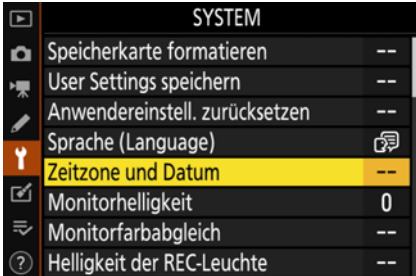 SYSTEM
Speicherkarte formatieren --
User Settings speichern --
Anwendereinstell. zurücksetzen --
Sprache (Language)
Zeitzone und Datum --
Monitorhelligkeit 0
Monitorfarbabgleich --
Helligkeit der REC-Leuchte --